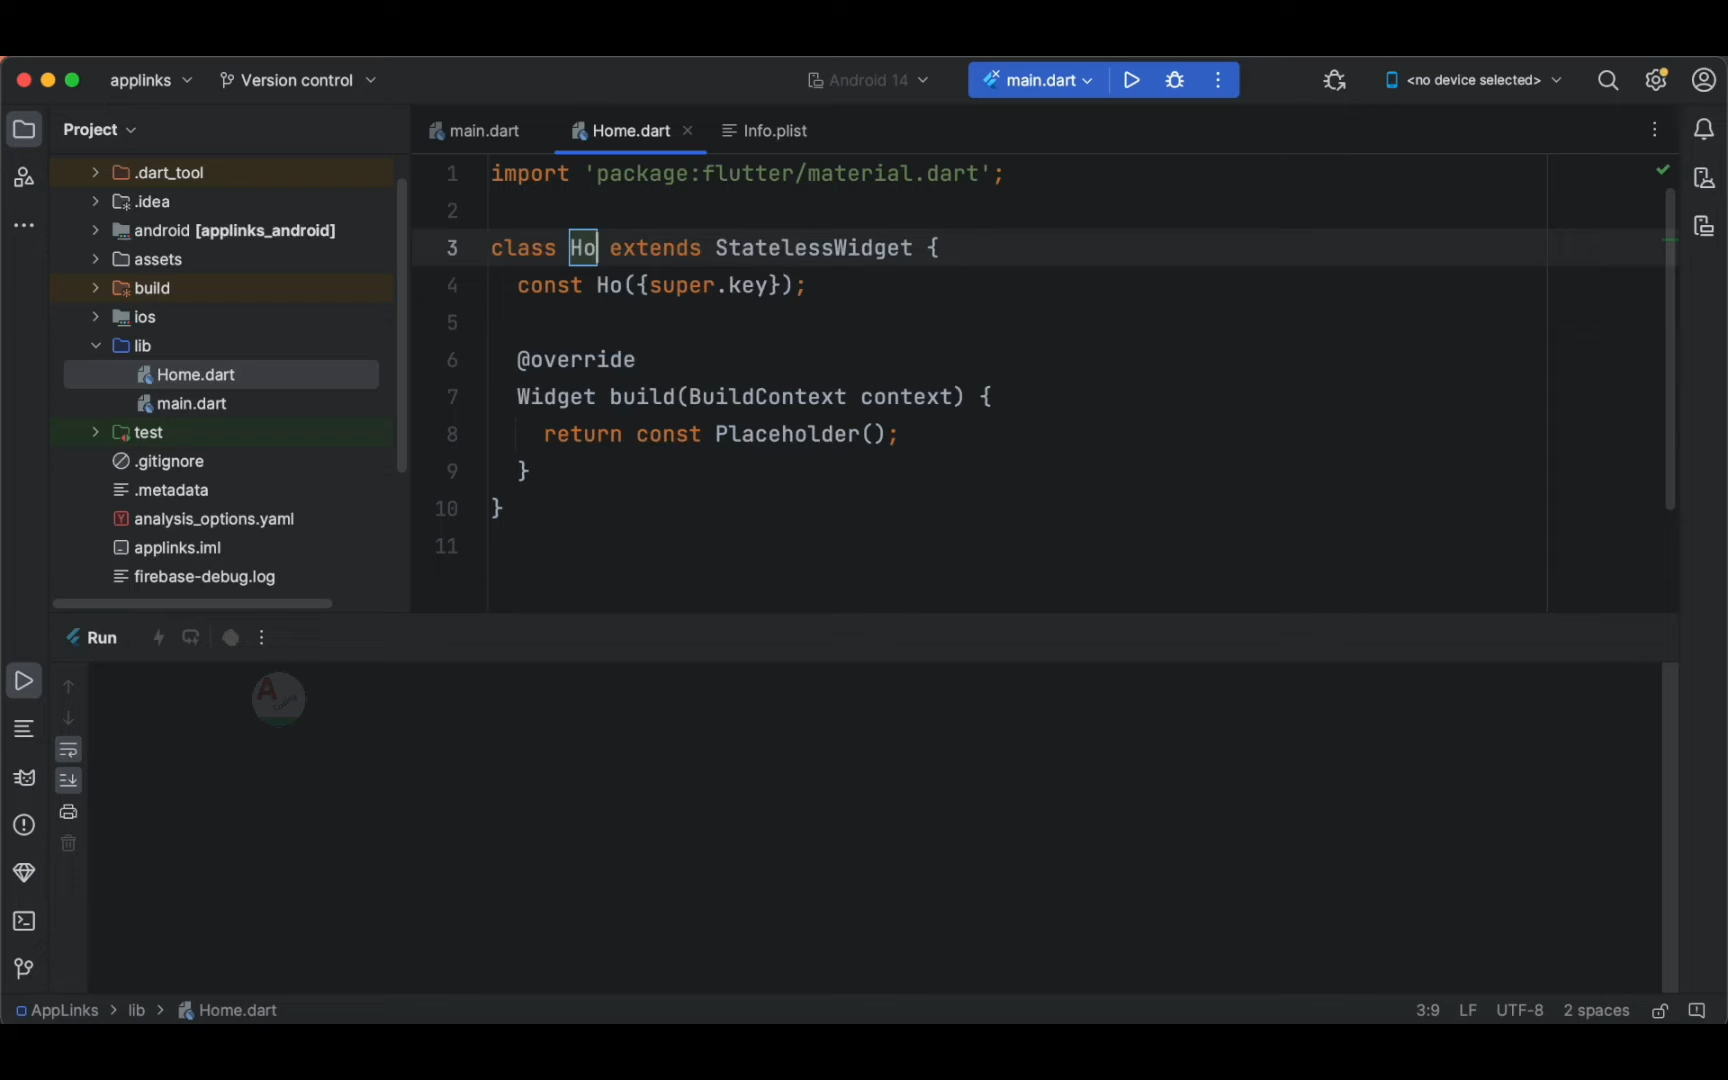 applinks
Version control
Android 14
main.dart
<no device selected>
Project
main.dart
Home.dart
Info.plist
.dart_tool
.idea
android [applinks_android]
assets
build
ios
lib
Home.dart
main.dart
test
.gitignore
.metadata
analysis_options.yaml
applinks.iml
firebase-debug.log
1 import 'package:flutter/material.dart';
2
3 class Ho extends StatelessWidget {
4 const Ho({super.key});
5
6 @override
7 Widget build(BuildContext context) {
8 return const Placeholder();
9 }
10 }
11
Run
A
Coding
AppLinks > lib > Home.dart
3:9 LF UTF-8 2 spaces